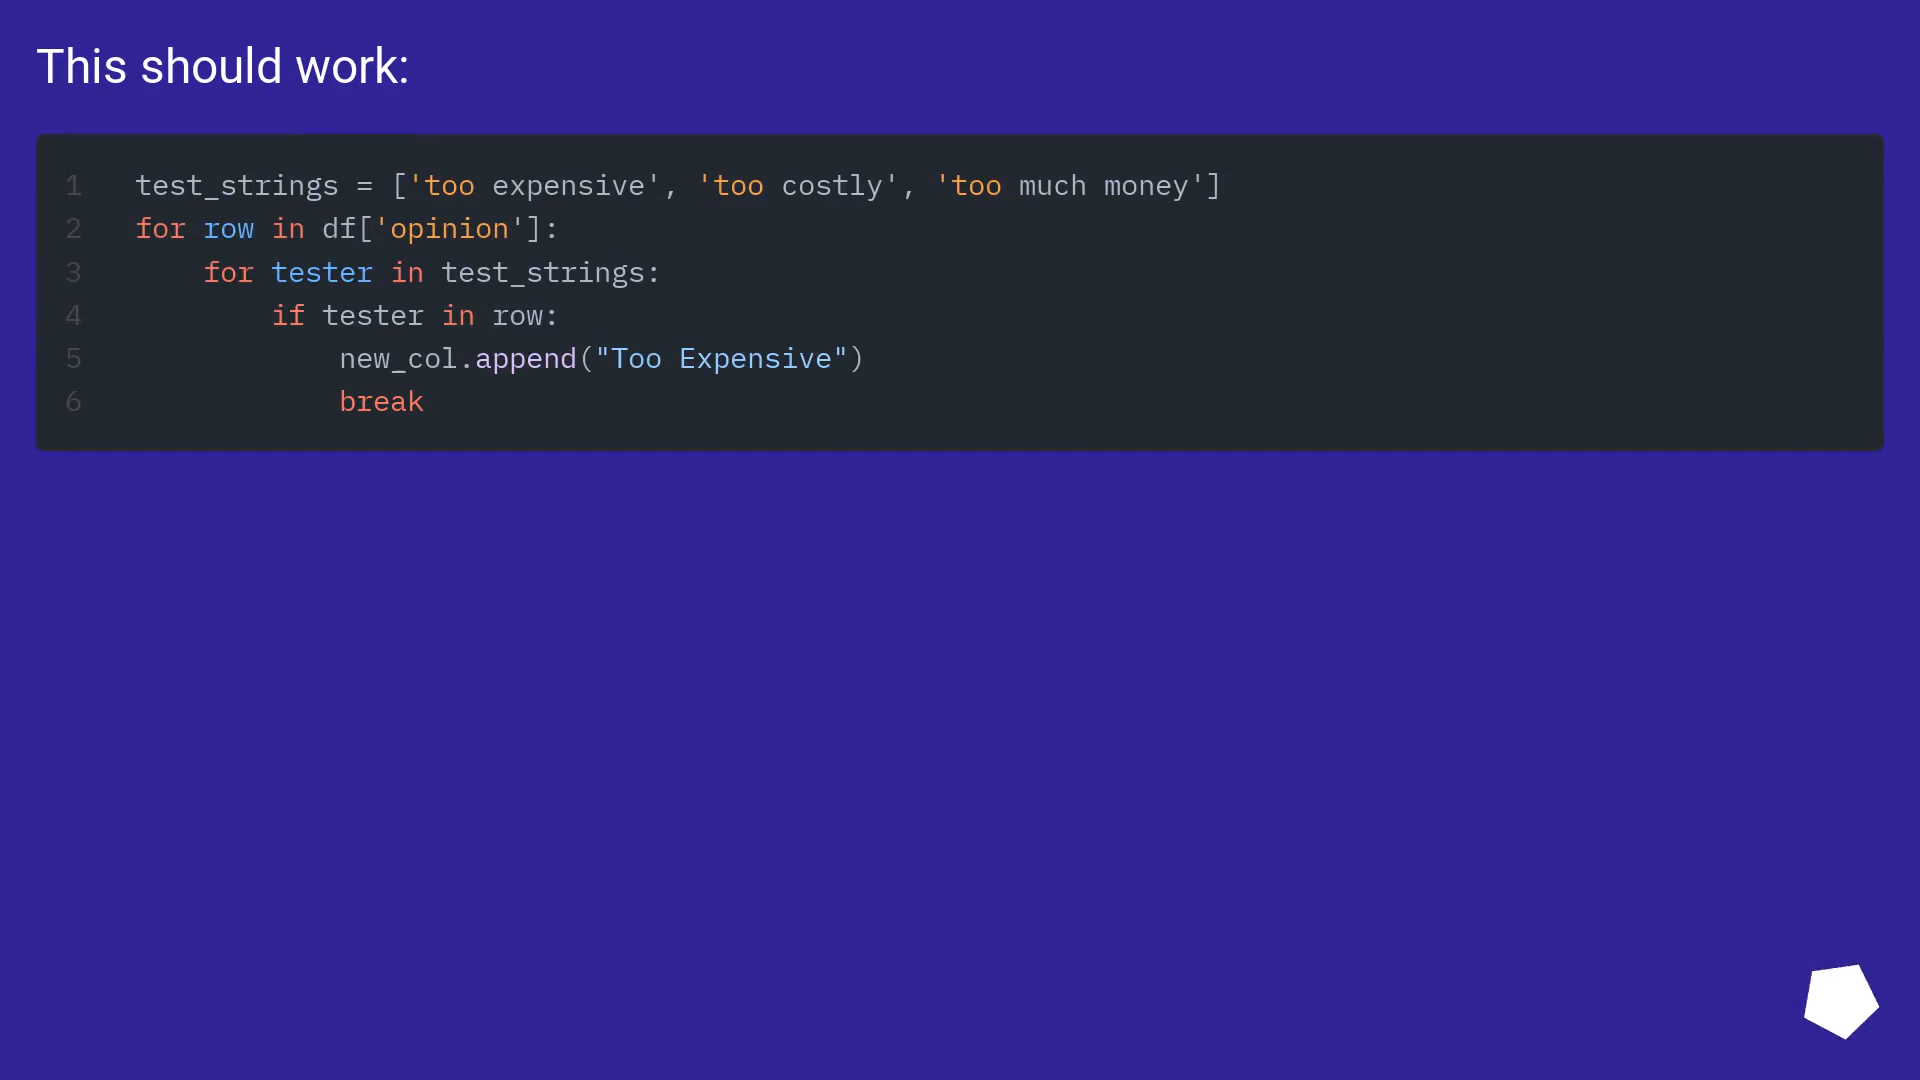 This should work:
1 test_strings = ['too expensive', 'too costly', 'too much money']
2 for row in df['opinion']:
3     for tester in test_strings:
4         if tester in row:
5             new_col.append("Too Expensive")
6             break